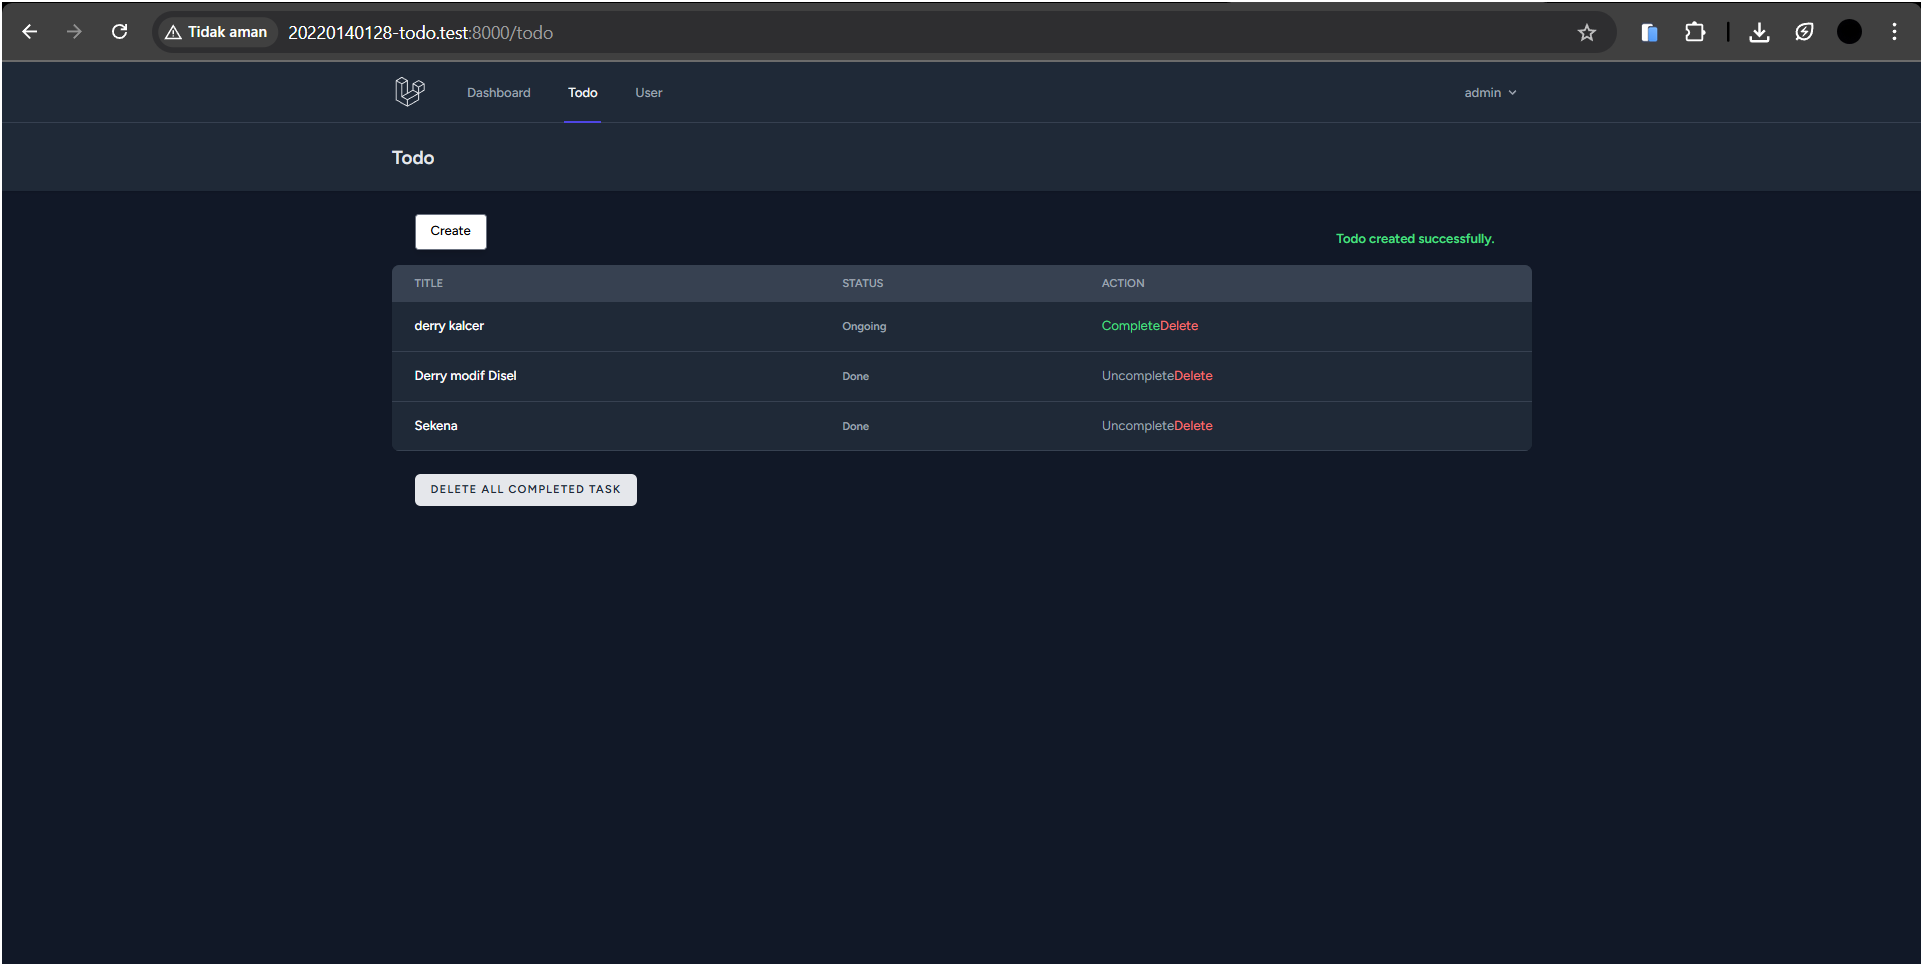 Tidak aman 20220140128-todo.test:8000/todo
Dashboard Todo User admin
Todo
Create Todo created successfully.
TITLE STATUS ACTION
derry kalcer Ongoing CompleteDelete
Derry modif Disel Done UncompleteDelete
Sekena Done UncompleteDelete
DELETE ALL COMPLETED TASK